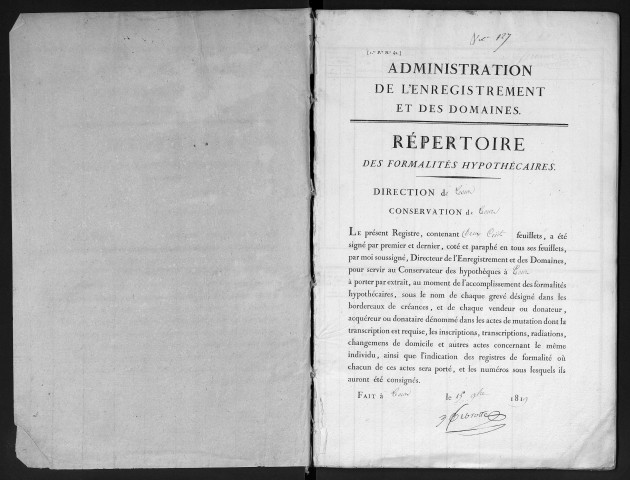 107
ADMINISTRATION
DE L'ENREGISTREMENT
ET DES DOMAINES.
RÉPERTOIRE
DES FORMALITÉS HYPOTHÉCAIRES.
DIRECTION de
CONSERVATION de
LE présent Registre, contenant deux Cent feuillets, a été
signé par premier et dernier, coté et paraphé en tous ses feuillets,
par moi soussigné, Directeur de l'Enregistrement et des Domaines,
pour servir au Conservateur des hypothèques à
à porter par extrait, au moment de l'accomplissement des formalités
hypothécaires, sous le nom de chaque grevé désigné dans les
bordereaux de créances, et de chaque vendeur ou donateur,
acquéreur ou donataire dénommé dans les actes de mutation dont la
transcription est requise, les inscriptions, transcriptions, radiations,
changemens de domicile et autres actes concernant le même
individu, ainsi que l'indication des registres de formalité où
chacun de ces actes sera porté, et les numéros sous lesquels ils
auront été consignés.
FAIT à le 15 181